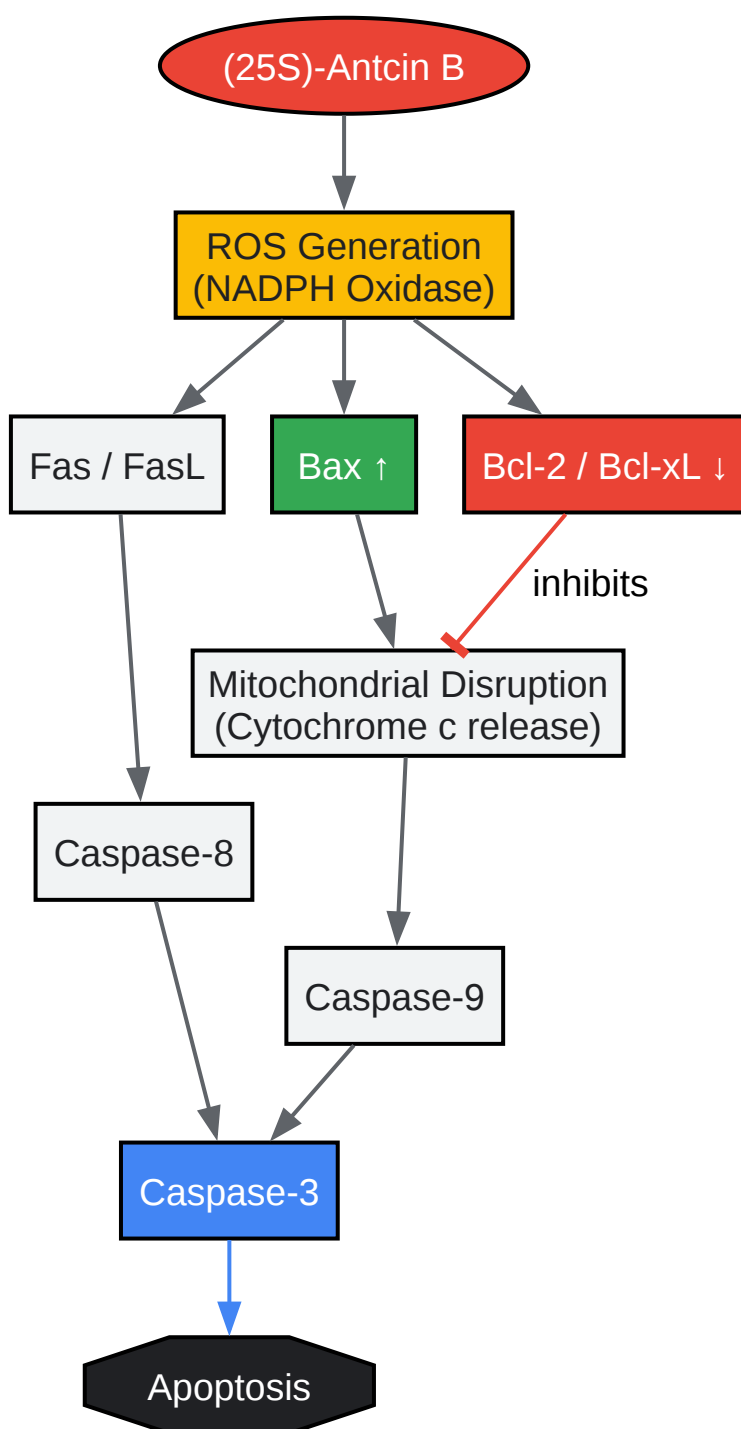 (25S)-Antcin B
ROS Generation
(NADPH Oxidase)
Fas / FasL
Bax ↑
Bcl-2 / Bcl-xL ↓
inhibits
Mitochondrial Disruption
(Cytochrome c release)
Caspase-8
Caspase-9
Caspase-3
Apoptosis